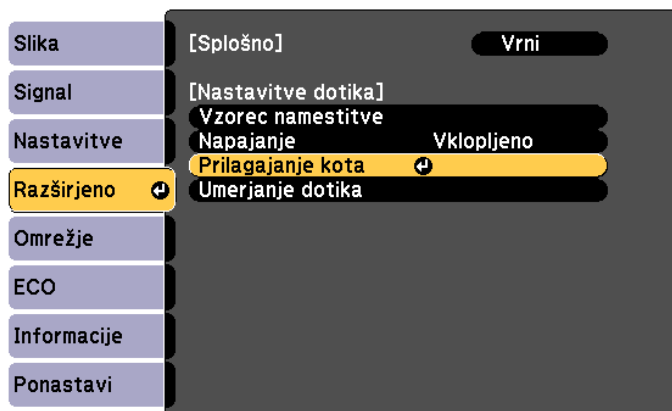 Slika
Signal
Nastavitve
Razširjeno
Omrežje
ECO
Informacije
Ponastavi
[Splošno] Vrni
[Nastavitve dotika]
Vzorec namestitve
Napajanje Vklopljeno
Prilagajanje kota
Umerjanje dotika